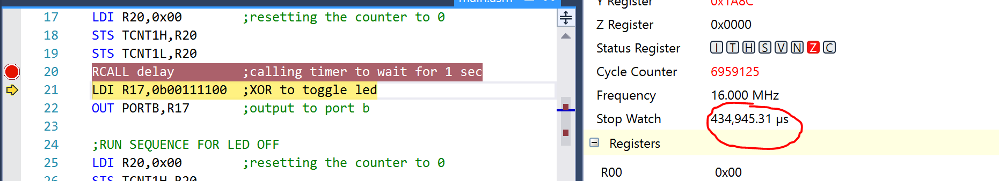 main.asm
17 LDI R20,0x00 ;resetting the counter to 0
18 STS TCNT1H,R20
19 STS TCNT1L,R20
20 RCALL delay ;calling timer to wait for 1 sec
21 LDI R17,0b00111100 ;XOR to toggle led
22 OUT PORTB,R17 ;output to port b
23
24 ;RUN SEQUENCE FOR LED OFF
25 LDI R20,0x00 ;resetting the counter to 0
26 STS TCNT1H,R20
Y Register 0x1A8C
Z Register 0x0000
Status Register I T H S V N Z C
Cycle Counter 6959125
Frequency 16.000 MHz
Stop Watch 434,945.31 µs
Registers
R00 0x00